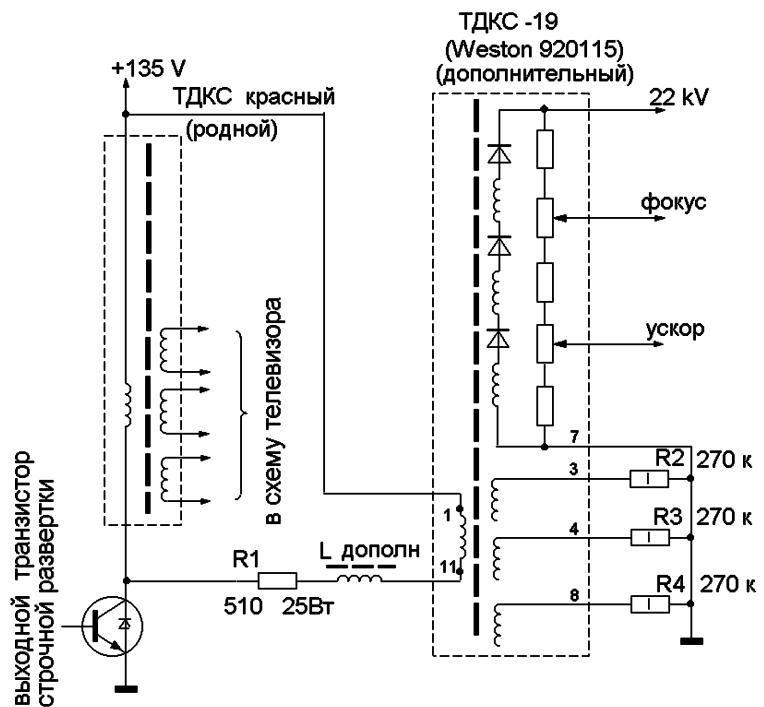 ТДКС -19
(Weston 920115)
(дополнительный)
+135 V
ТДКС красный
(родной)
22 kV
фокус
ускор
в схему телевизора
выходной транзистор
строчной развертки
7
3
R2
270 к
4
R3
270 к
8
R4
270 к
1
11
R1
510 25Вт
L дополн